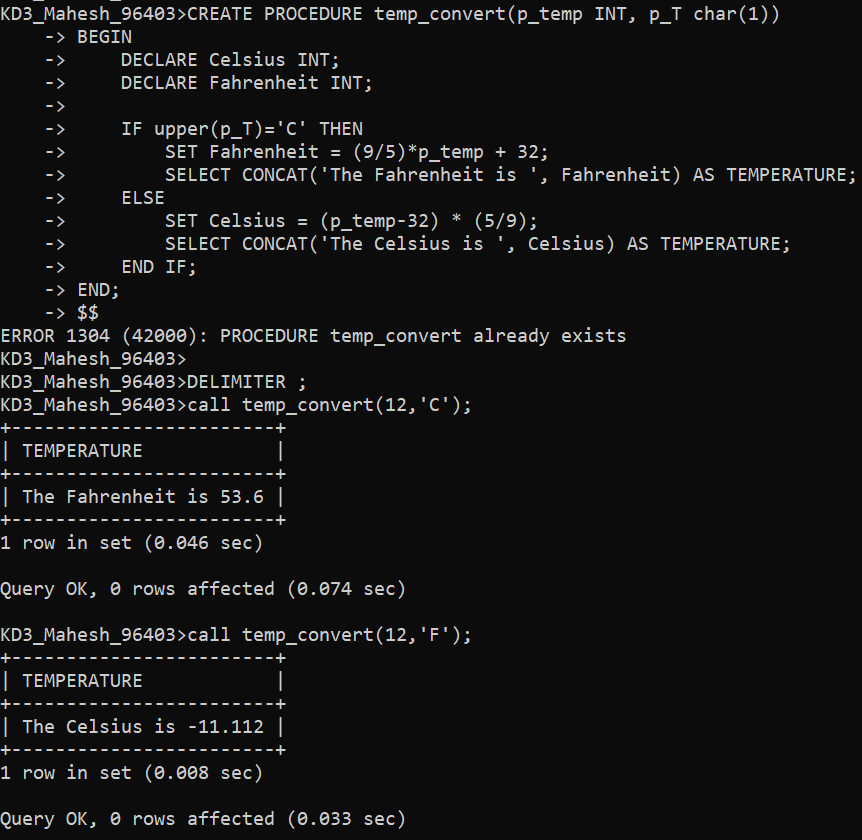 KD3_Mahesh_96403>CREATE PROCEDURE temp_convert(p_temp INT, p_T char(1))
    -> BEGIN
    ->     DECLARE Celsius INT;
    ->     DECLARE Fahrenheit INT;
    ->
    ->     IF upper(p_T)='C' THEN
    ->         SET Fahrenheit = (9/5)*p_temp + 32;
    ->         SELECT CONCAT('The Fahrenheit is ', Fahrenheit) AS TEMPERATURE;
    ->     ELSE
    ->         SET Celsius = (p_temp-32) * (5/9);
    ->         SELECT CONCAT('The Celsius is ', Celsius) AS TEMPERATURE;
    ->     END IF;
    -> END;
    -> $$
ERROR 1304 (42000): PROCEDURE temp_convert already exists
KD3_Mahesh_96403>
KD3_Mahesh_96403>DELIMITER ;
KD3_Mahesh_96403>call temp_convert(12,'C');
+------------------------+
| TEMPERATURE            |
+------------------------+
| The Fahrenheit is 53.6 |
+------------------------+
1 row in set (0.046 sec)

Query OK, 0 rows affected (0.074 sec)

KD3_Mahesh_96403>call temp_convert(12,'F');
+------------------------+
| TEMPERATURE            |
+------------------------+
| The Celsius is -11.112 |
+------------------------+
1 row in set (0.008 sec)

Query OK, 0 rows affected (0.033 sec)